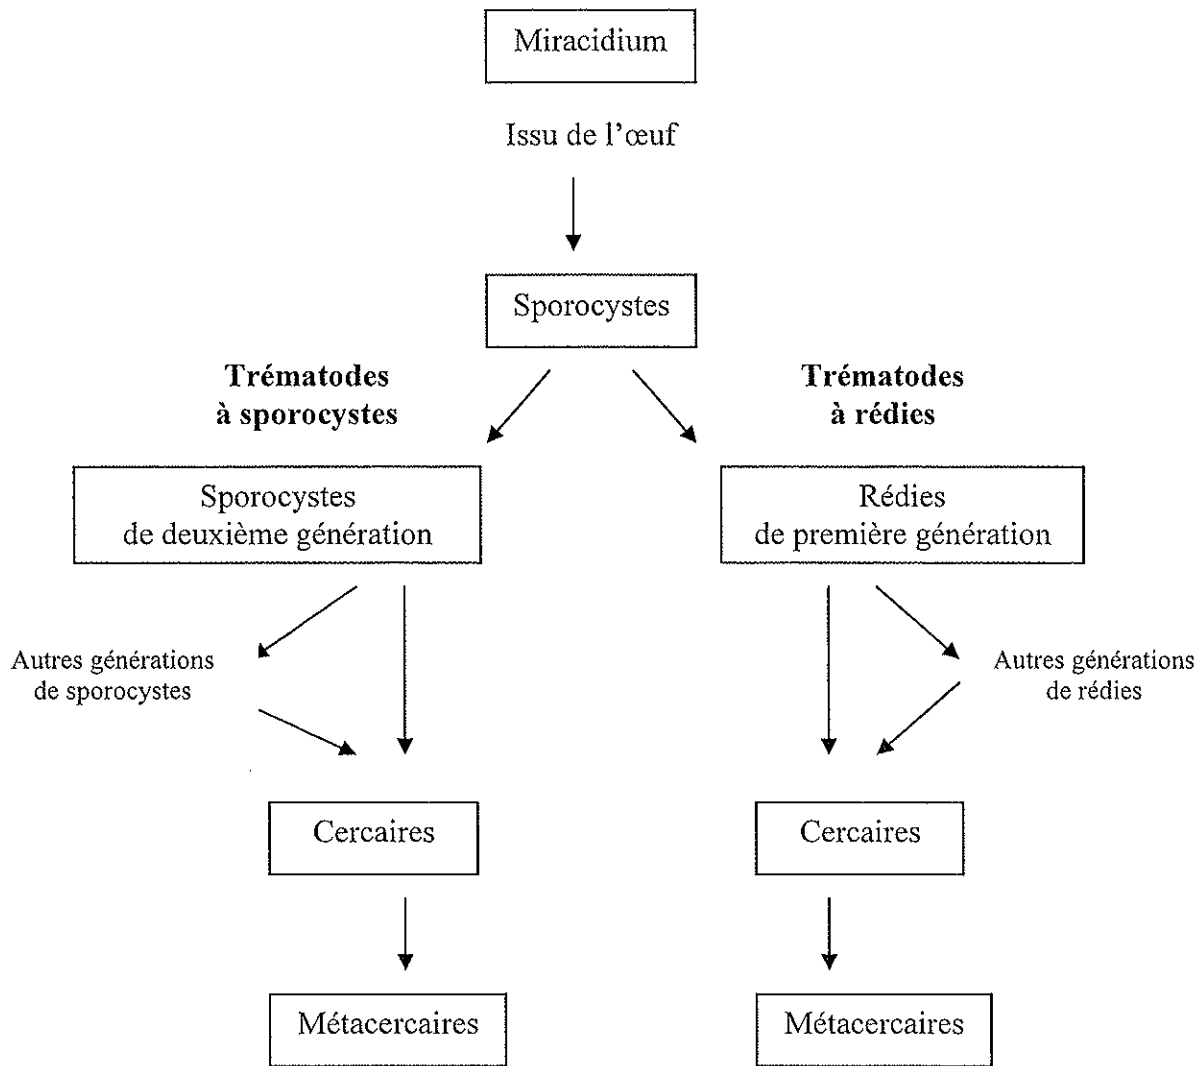 Miracidium
Issu de l'œuf
Sporocystes
Trématodes
à sporocystes
Trématodes
à rédies
Sporocystes
de deuxième génération
Rédies
de première génération
Autres générations
de sporocystes
Autres générations
de rédies
Cercaires
Cercaires
Métacercaires
Métacercaires